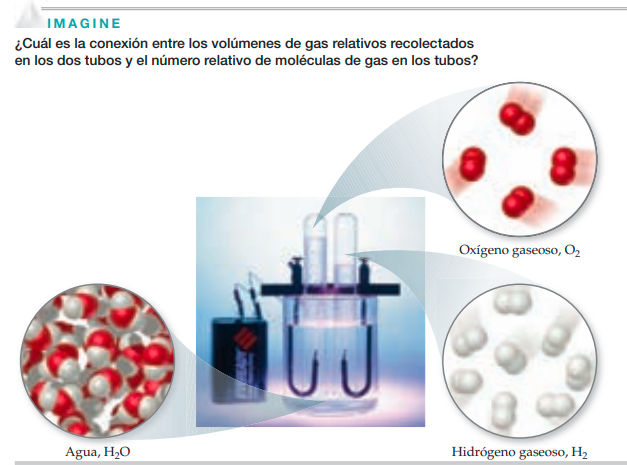 IMAGINE
¿Cuál es la conexión entre los volúmenes de gas relativos recolectados
en los dos tubos y el número relativo de moléculas de gas en los tubos?
Oxígeno gaseoso, O₂
Agua, H₂O
Hidrógeno gaseoso, H₂